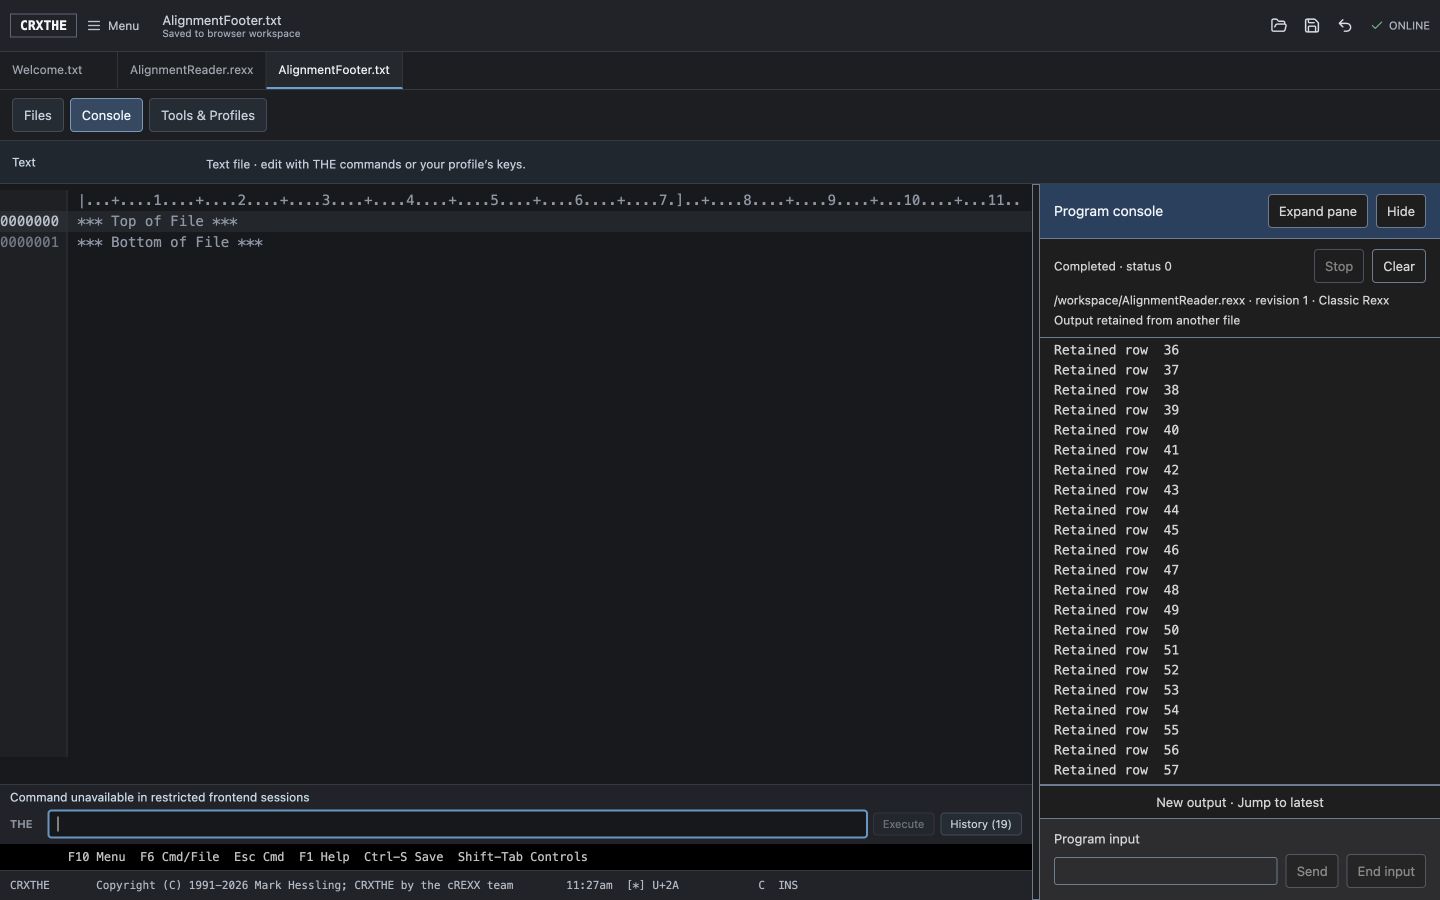 CRXTHE Menu AlignmentFooter.txt
Saved to browser workspace
ONLINE
Welcome.txt AlignmentReader.rexx AlignmentFooter.txt
Files Console Tools & Profiles
Text Text file · edit with THE commands or your profile's keys.
|...+....1....+....2....+....3....+....4....+....5....+....6....+....7.]..+....8....+....9....+...10....+...11..
0000000 *** Top of File ***
0000001 *** Bottom of File ***
Command unavailable in restricted frontend sessions
THE Execute History (19)
F10 Menu F6 Cmd/File Esc Cmd F1 Help Ctrl-S Save Shift-Tab Controls
CRXTHE Copyright (C) 1991-2026 Mark Hessling; CRXTHE by the cREXX team 11:27am [*] U+2A C INS
Program console Expand pane Hide
Completed · status 0 Stop Clear
/workspace/AlignmentReader.rexx · revision 1 · Classic Rexx
Output retained from another file
Retained row 36
Retained row 37
Retained row 38
Retained row 39
Retained row 40
Retained row 41
Retained row 42
Retained row 43
Retained row 44
Retained row 45
Retained row 46
Retained row 47
Retained row 48
Retained row 49
Retained row 50
Retained row 51
Retained row 52
Retained row 53
Retained row 54
Retained row 55
Retained row 56
Retained row 57
New output · Jump to latest
Program input
Send End input